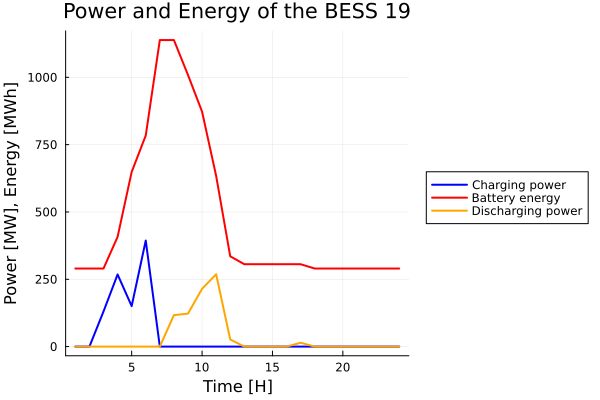 Power and Energy of the BESS 19
Power [MW], Energy [MWh]
1000
750
500
250
0
5
10
15
20
Time [H]
Charging power
Battery energy
Discharging power